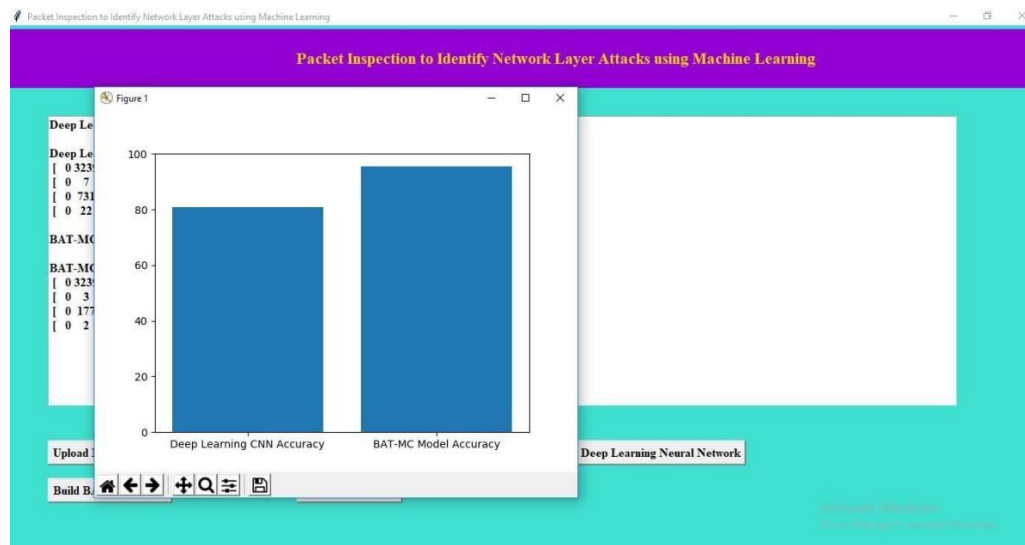 Packet Inspection to Identify Network Layer Attacks using Machine Learning
Packet Inspection to Identify Network Layer Attacks using Machine Learning
Figure 1
Deep Le
Deep Le
[ 0 323
[ 0 7
[ 0 731
[ 0 22
BAT-MC
BAT-MC
[ 0 323
[ 0 3
[ 0 177
[ 0 2
100
80
60
40
20
0
Deep Learning CNN Accuracy BAT-MC Model Accuracy
Upload
Deep Learning Neural Network
Build B